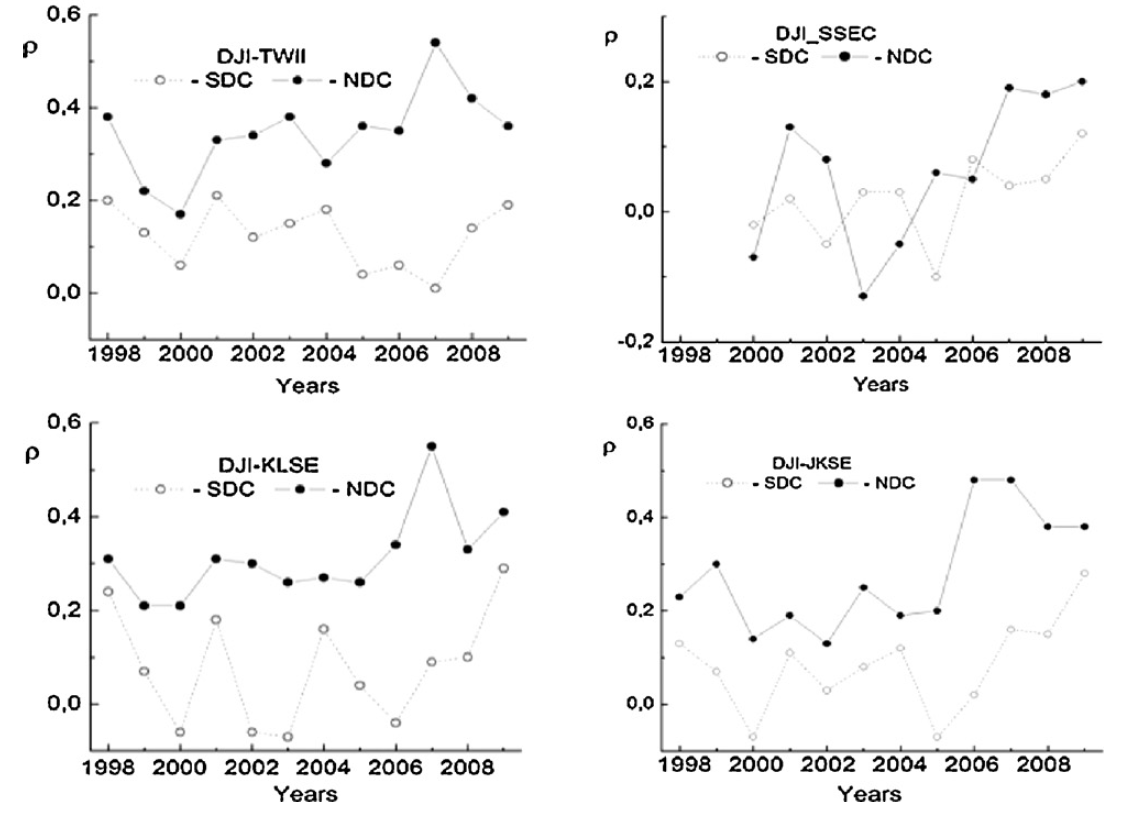 0,6
ρ
DJI-TWII
- SDC - NDC
0,4
0,2
0,0
1998 2000 2002 2004 2006 2008
Years
ρ
DJI_SSEC
- SDC - NDC
0,2
0,0
-0,2
1998 2000 2002 2004 2006 2008
Years
0,6
ρ
DJI-KLSE
- SDC - NDC
0,4
0,2
0,0
1998 2000 2002 2004 2006 2008
Years
0,6
ρ
DJI-JKSE
- SDC - NDC
0,4
0,2
0,0
1998 2000 2002 2004 2006 2008
Years